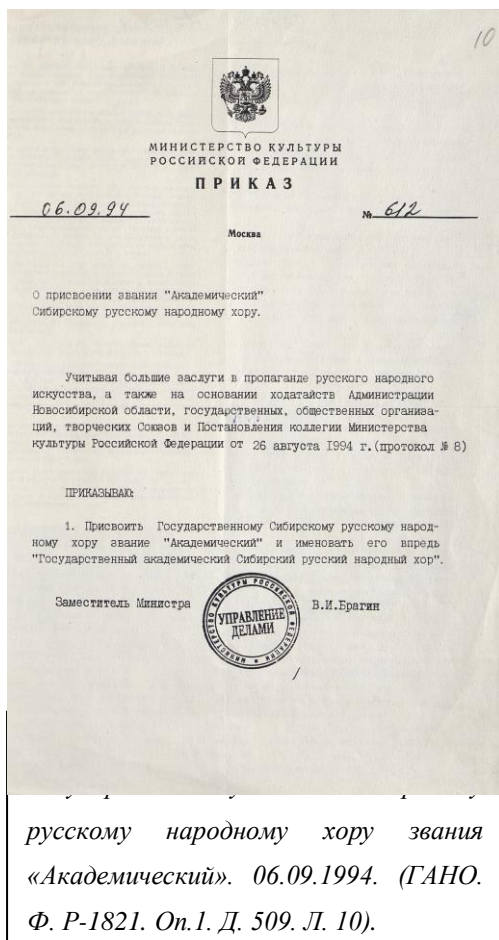 10
МИНИСТЕРСТВО КУЛЬТУРЫ
РОССИЙСКОЙ ФЕДЕРАЦИИ
ПРИКАЗ
06.09.94 № 612
Москва
О присвоении звания "Академический"
Сибирскому русскому народному хору.
Учитывая большие заслуги в пропаганде русского народного
искусства, а также на основании ходатайств Администрации
Новосибирской области, государственных, общественных организа-
ций, творческих Союзов и Постановления коллегии Министерства
культуры Российской Федерации от 26 августа 1994 г.(протокол № 8)
ПРИКАЗЫВАЮ:
1. Присвоить Государственному Сибирскому русскому народ-
ному хору звание "Академический" и именовать его впредь
"Государственный академический Сибирский русский народный хор".
Заместитель Министра В.И.Брагин
МИНИСТЕРСТВО КУЛЬТУРЫ РОССИЙСКОЙ ФЕДЕРАЦИИ
УПРАВЛЕНИЕ
ДЕЛАМИ
русскому народному хору звания
«Академический». 06.09.1994. (ГАНО.
Ф. Р-1821. Оп.1. Д. 509. Л. 10).